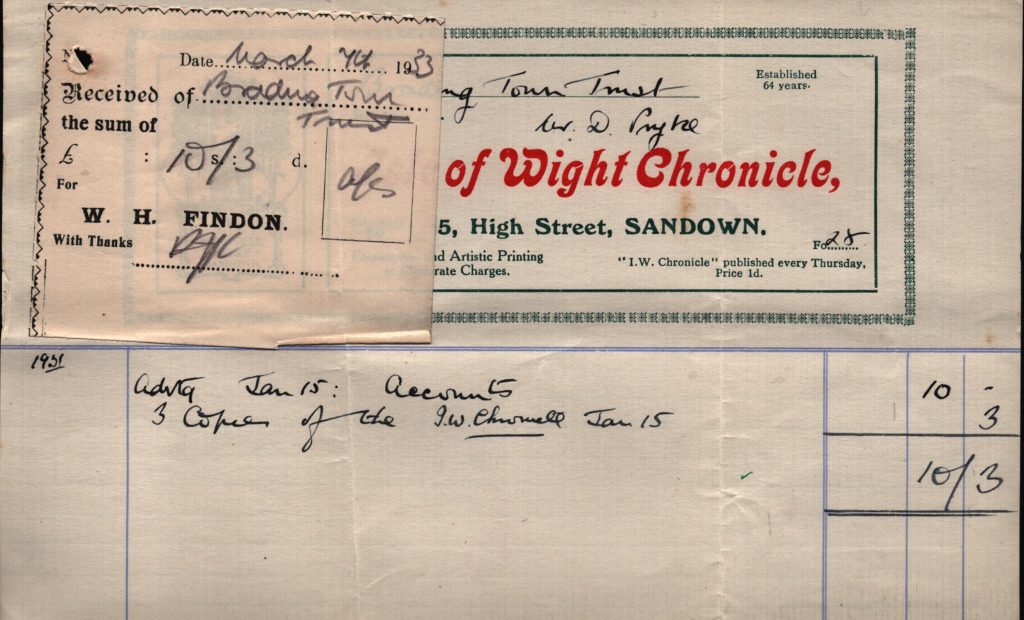 Date March 7th 1933
Received of Brading Town
Trust
the sum of
£ : 10/ s : 3 d.
For
W. H. FINDON.
With Thanks
ng Town Trust
Established
64 years.
Mr. D. Pryke
of Wight Chronicle,
5, High Street, SANDOWN.
Fo 28
nd Artistic Printing
rate Charges.
"I.W. Chronicle" published every Thursday,
Price 1d.
1931
Advtg Jan 15: Accounts 10 -
3 Copies of the I.W. Chronicle Jan 15 3
10/3